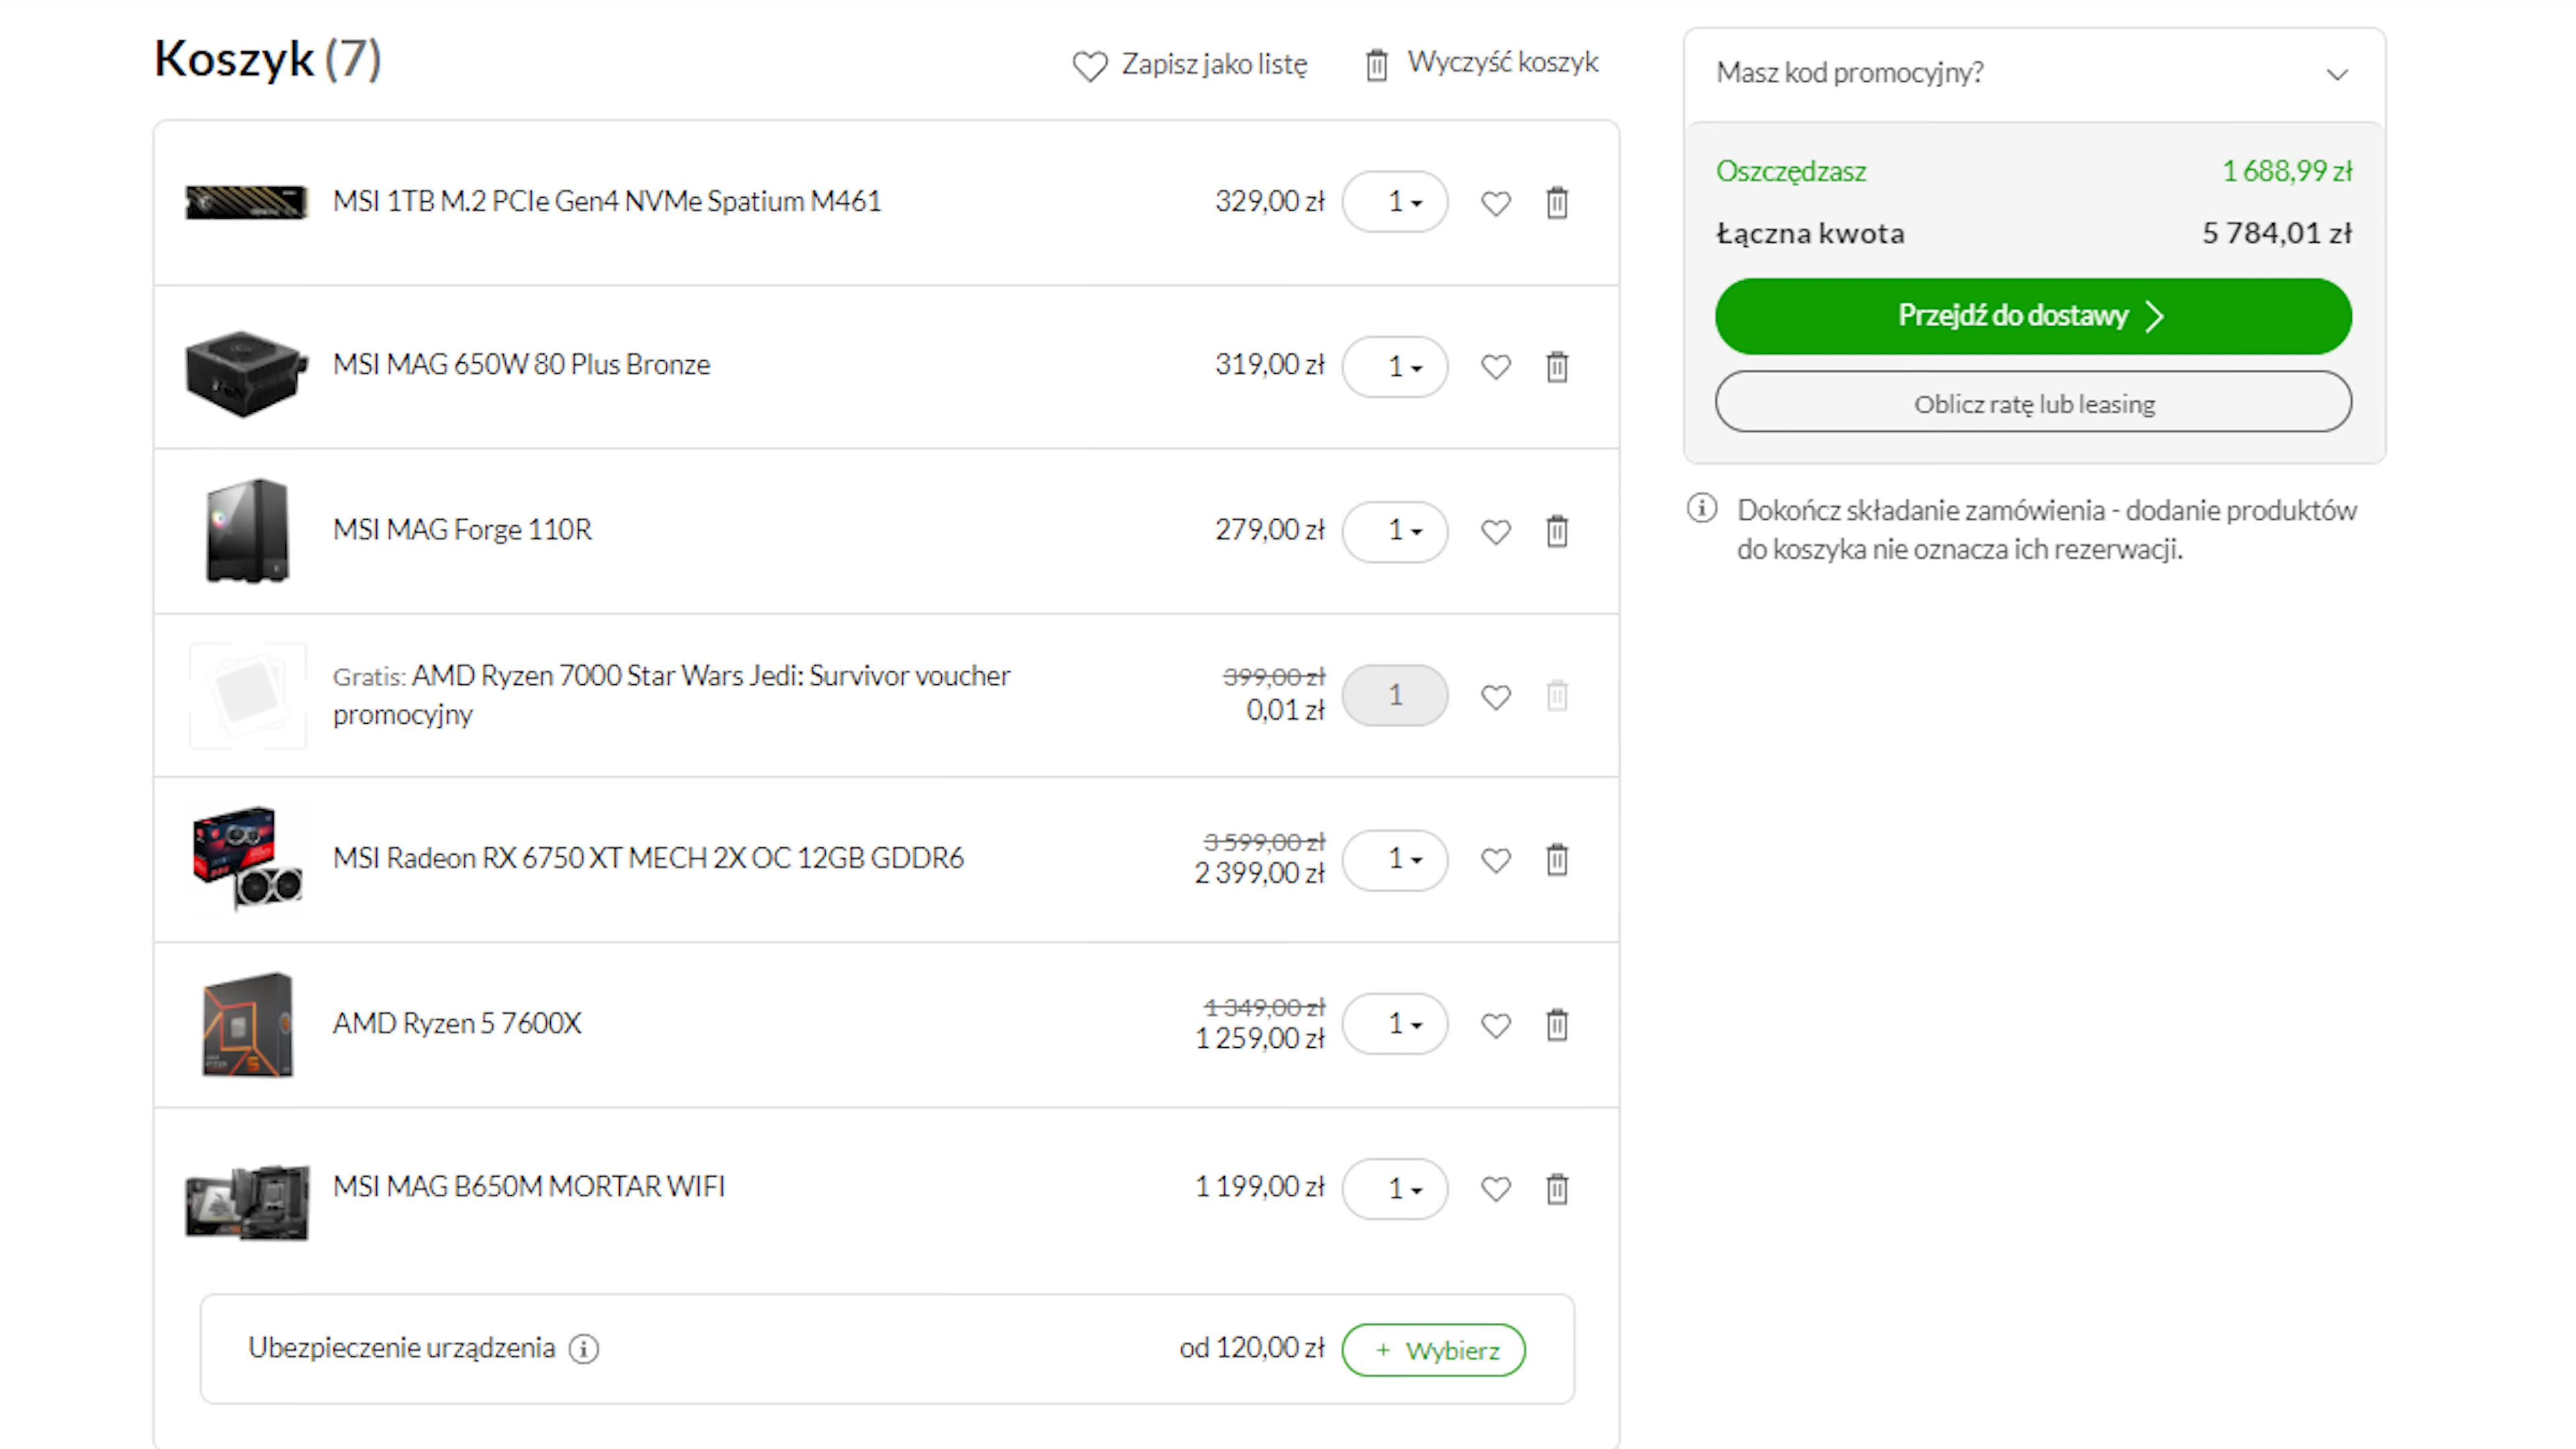 Koszyk (7)
Zapisz jako listę
Wyczyść koszyk
MSI 1TB M.2 PCIe Gen4 NVMe Spatium M461
329,00 zł
1
MSI MAG 650W 80 Plus Bronze
319,00 zł
1
MSI MAG Forge 110R
279,00 zł
1
Gratis: AMD Ryzen 7000 Star Wars Jedi: Survivor voucher
promocyjny
399,00 zł
0,01 zł
1
MSI Radeon RX 6750 XT MECH 2X OC 12GB GDDR6
3 599,00 zł
2 399,00 zł
1
AMD Ryzen 5 7600X
1 349,00 zł
1 259,00 zł
1
MSI MAG B650M MORTAR WIFI
1 199,00 zł
1
Ubezpieczenie urządzenia
od 120,00 zł
+ Wybierz
Masz kod promocyjny?
Oszczędzasz
1 688,99 zł
Łączna kwota
5 784,01 zł
Przejdź do dostawy
Oblicz ratę lub leasing
Dokończ składanie zamówienia - dodanie produktów
do koszyka nie oznacza ich rezerwacji.